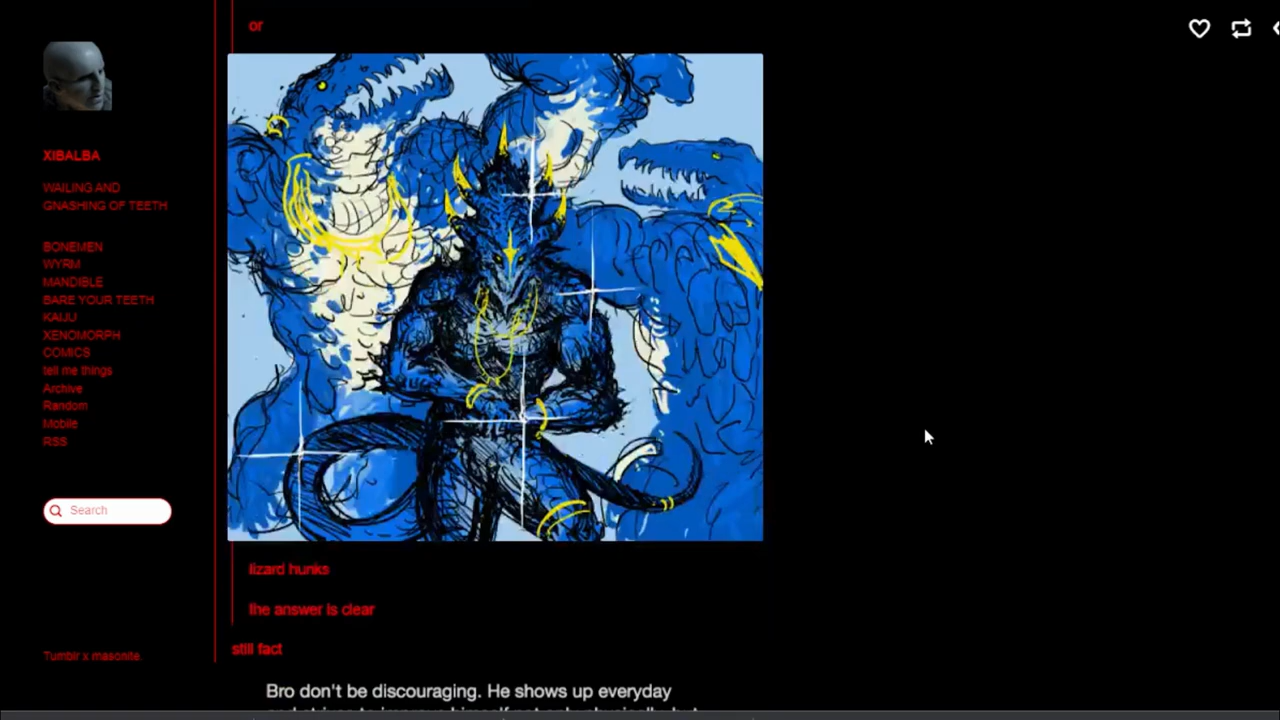 or
XIBALBA
WAILING AND
GNASHING OF TEETH
BONEMEN
WYRM
MANDIBLE
BARE YOUR TEETH
KAIJU
XENOMORPH
COMICS
tell me things
Archive
Random
Mobile
RSS
Search
lizard hunks
the answer is clear
still fact
Tumblr x masonite.
Bro don't be discouraging. He shows up everyday